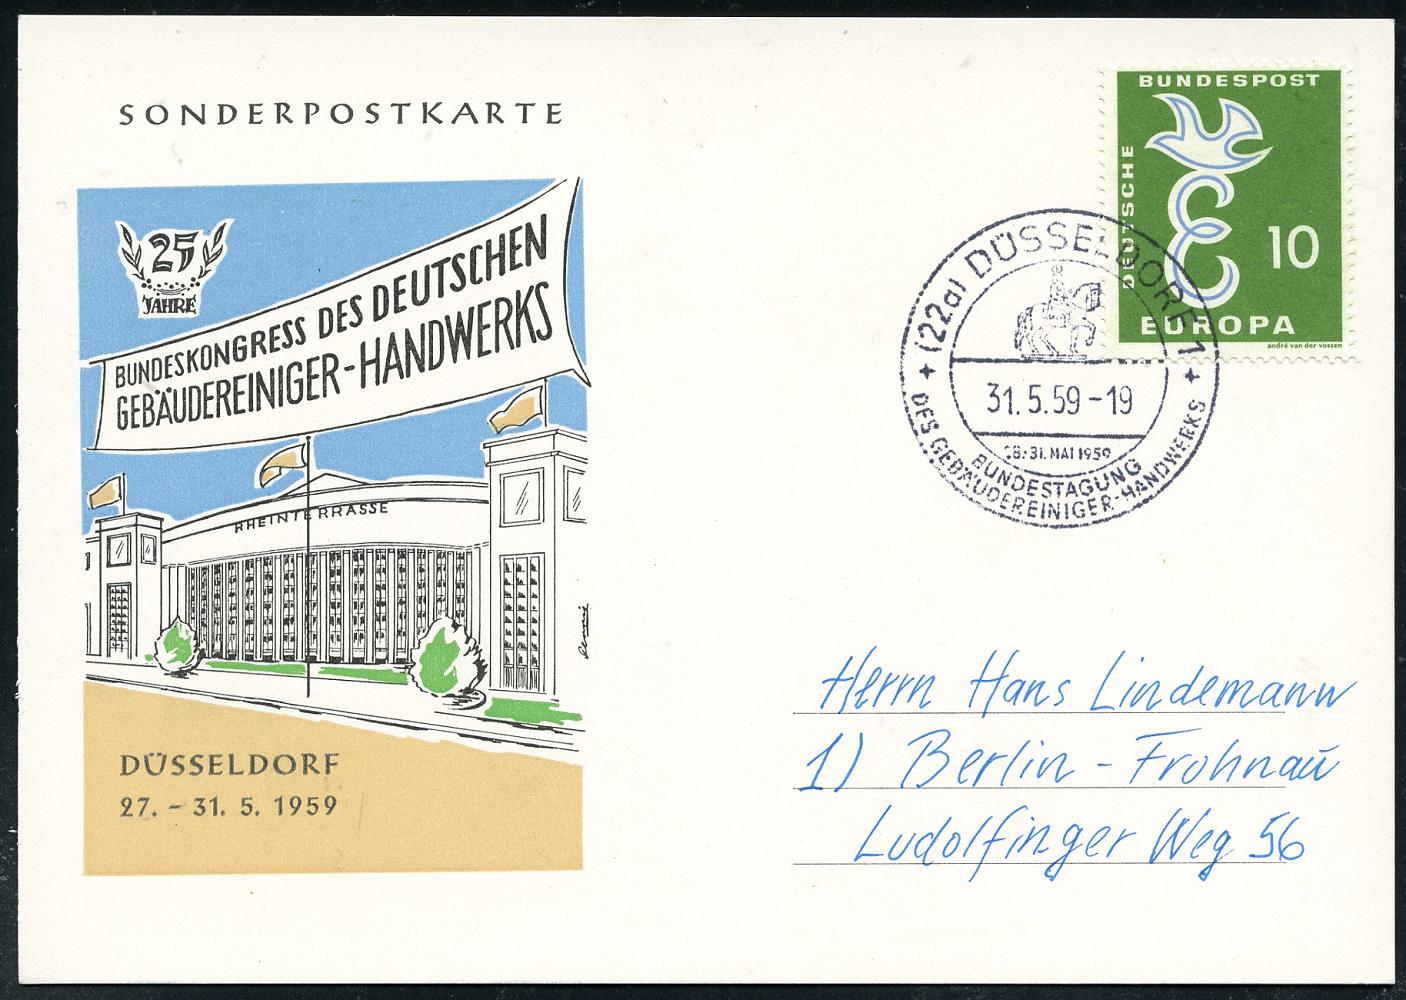 SONDERPOSTKARTE
25
JAHRE
BUNDESKONGRESS DES DEUTSCHEN
GEBÄUDEREINIGER-HANDWERKS
RHEINTERRASSE
DÜSSELDORF
27. - 31. 5. 1959
BUNDESPOST
DEUTSCHE
10
EUROPA
andré van der vossen
(22a) DÜSSELDORF 1
31.5.59-19
28.-31. MAI 1959
BUNDESTAGUNG
DES GEBÄUDEREINIGER-HANDWERKS
Herrn Hans Lindemann
1) Berlin - Frohnau
Ludolfinger Weg 56